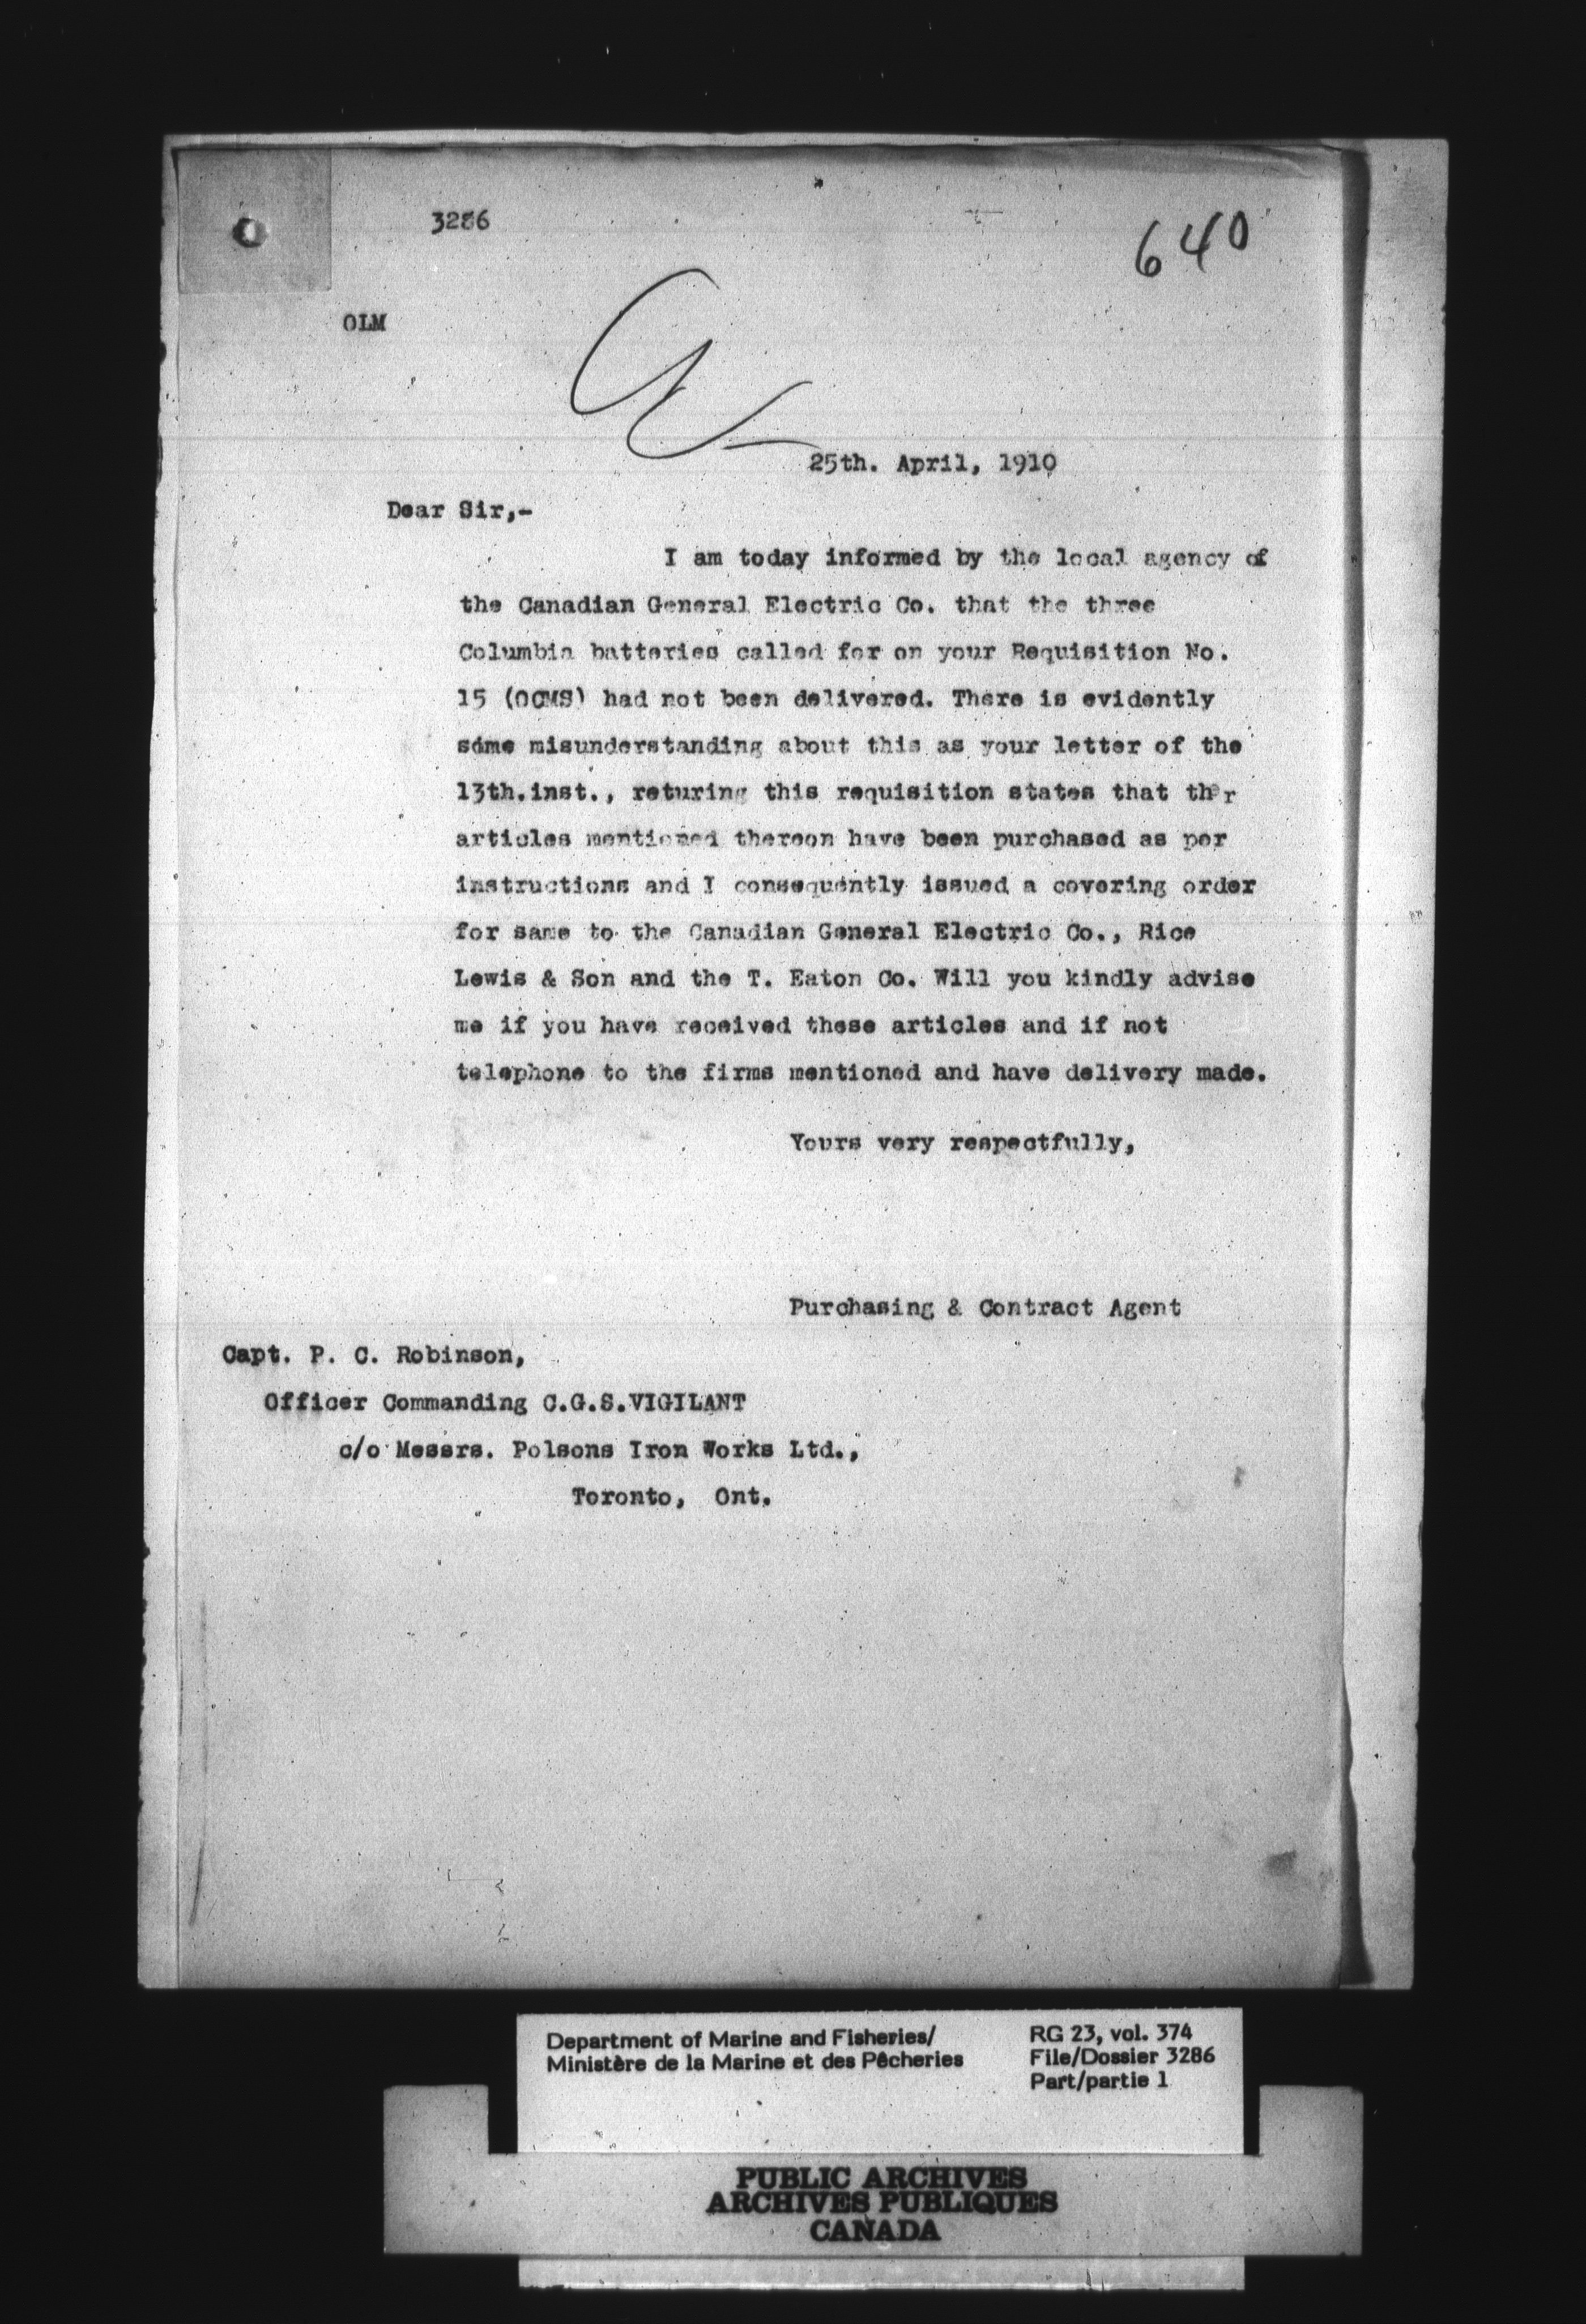 3286
640
OLM
25th. April, 1910
Dear Sir,-
I am today informed by the local agency of
the Canadian General Electric Co. that the three
Columbia batteries called for on your Requisition No.
15 (OCMS) had not been delivered. There is evidently
some misunderstanding about this as your letter of the
13th.inst., returing this requisition states that ther
articles mentioned thereon have been purchased as per
instructions and I consequently issued a covering order
for same to the Canadian General Electric Co., Rice
Lewis & Son and the T. Eaton Co. Will you kindly advise
me if you have received these articles and if not
telephone to the firms mentioned and have delivery made.
Yours very respectfully,
Purchasing & Contract Agent
Capt. P. C. Robinson,
Officer Commanding C.G.S.VIGILANT
c/o Messrs. Polsons Iron Works Ltd.,
Toronto, Ont.
Department of Marine and Fisheries/
Ministère de la Marine et des Pêcheries
RG 23, vol. 374
File/Dossier 3286
Part/partie 1
PUBLIC ARCHIVES
ARCHIVES PUBLIQUES
CANADA